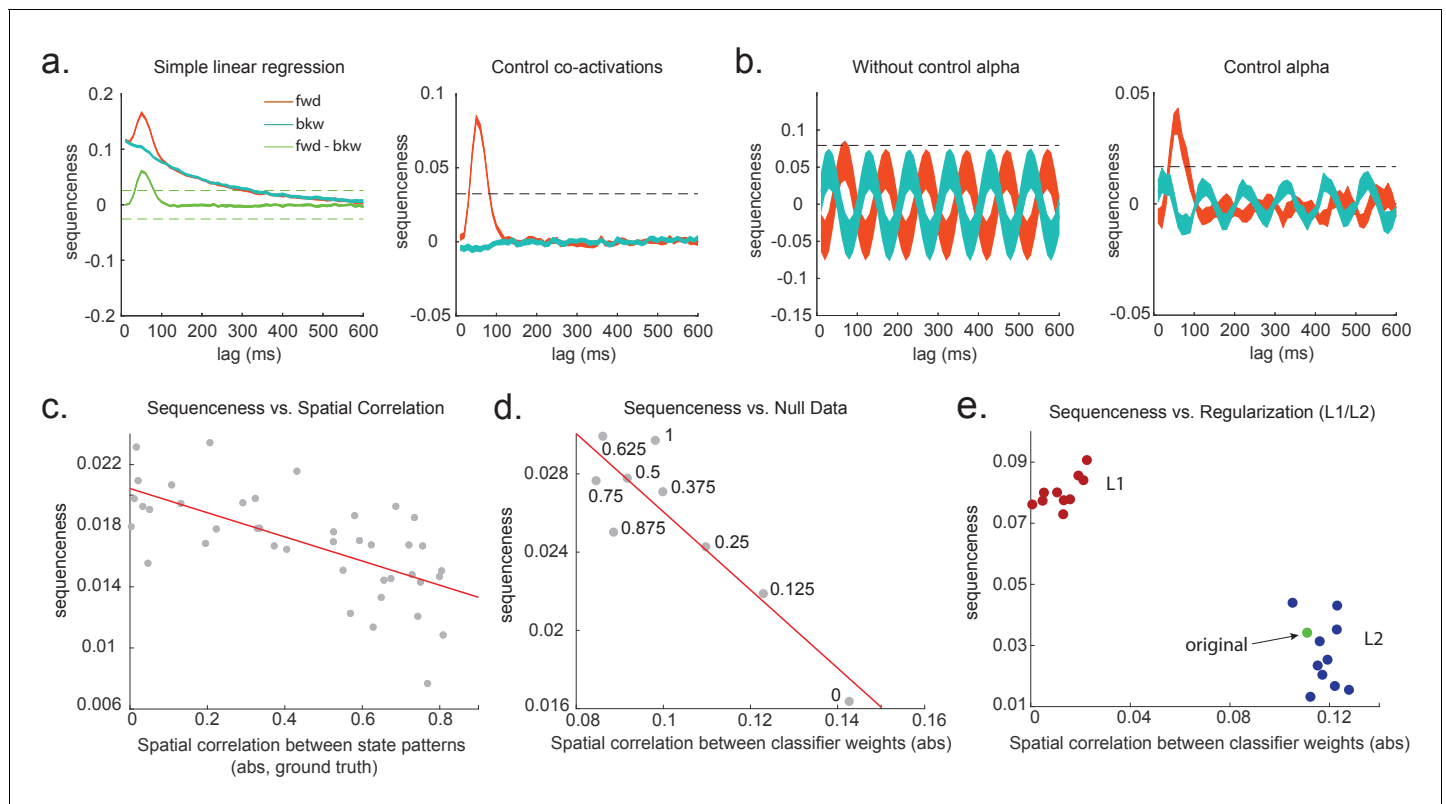 a.
Simple linear regression
0.2
0.1
0
-0.1
-0.2
sequenceness
fwd
bkw
fwd - bkw
0 100 200 300 400 500 600
lag (ms)
Control co-activations
0.1
0.05
0
-0.05
sequenceness
0 100 200 300 400 500 600
lag (ms)
b.
Without control alpha
0.1
0.05
0
-0.05
-0.1
-0.15
sequenceness
0 100 200 300 400 500 600
lag (ms)
Control alpha
0.05
0
-0.05
sequenceness
0 100 200 300 400 500 600
lag (ms)
c.
Sequenceness vs. Spatial Correlation
0.022
0.018
0.014
0.01
0.006
sequenceness
0 0.2 0.4 0.6 0.8
Spatial correlation between state patterns
(abs, ground truth)
d.
Sequenceness vs. Null Data
0.028
0.024
0.02
0.016
sequenceness
1
0.625
0.5
0.75
0.375
0.875
0.25
0.125
0
0.08 0.1 0.12 0.14 0.16
Spatial correlation between classifier weights (abs)
e.
Sequenceness vs. Regularization (L1/L2)
0.09
0.07
0.05
0.03
0.01
sequenceness
L1
original
L2
0 0.04 0.08 0.12
Spatial correlation between classifier weights (abs)